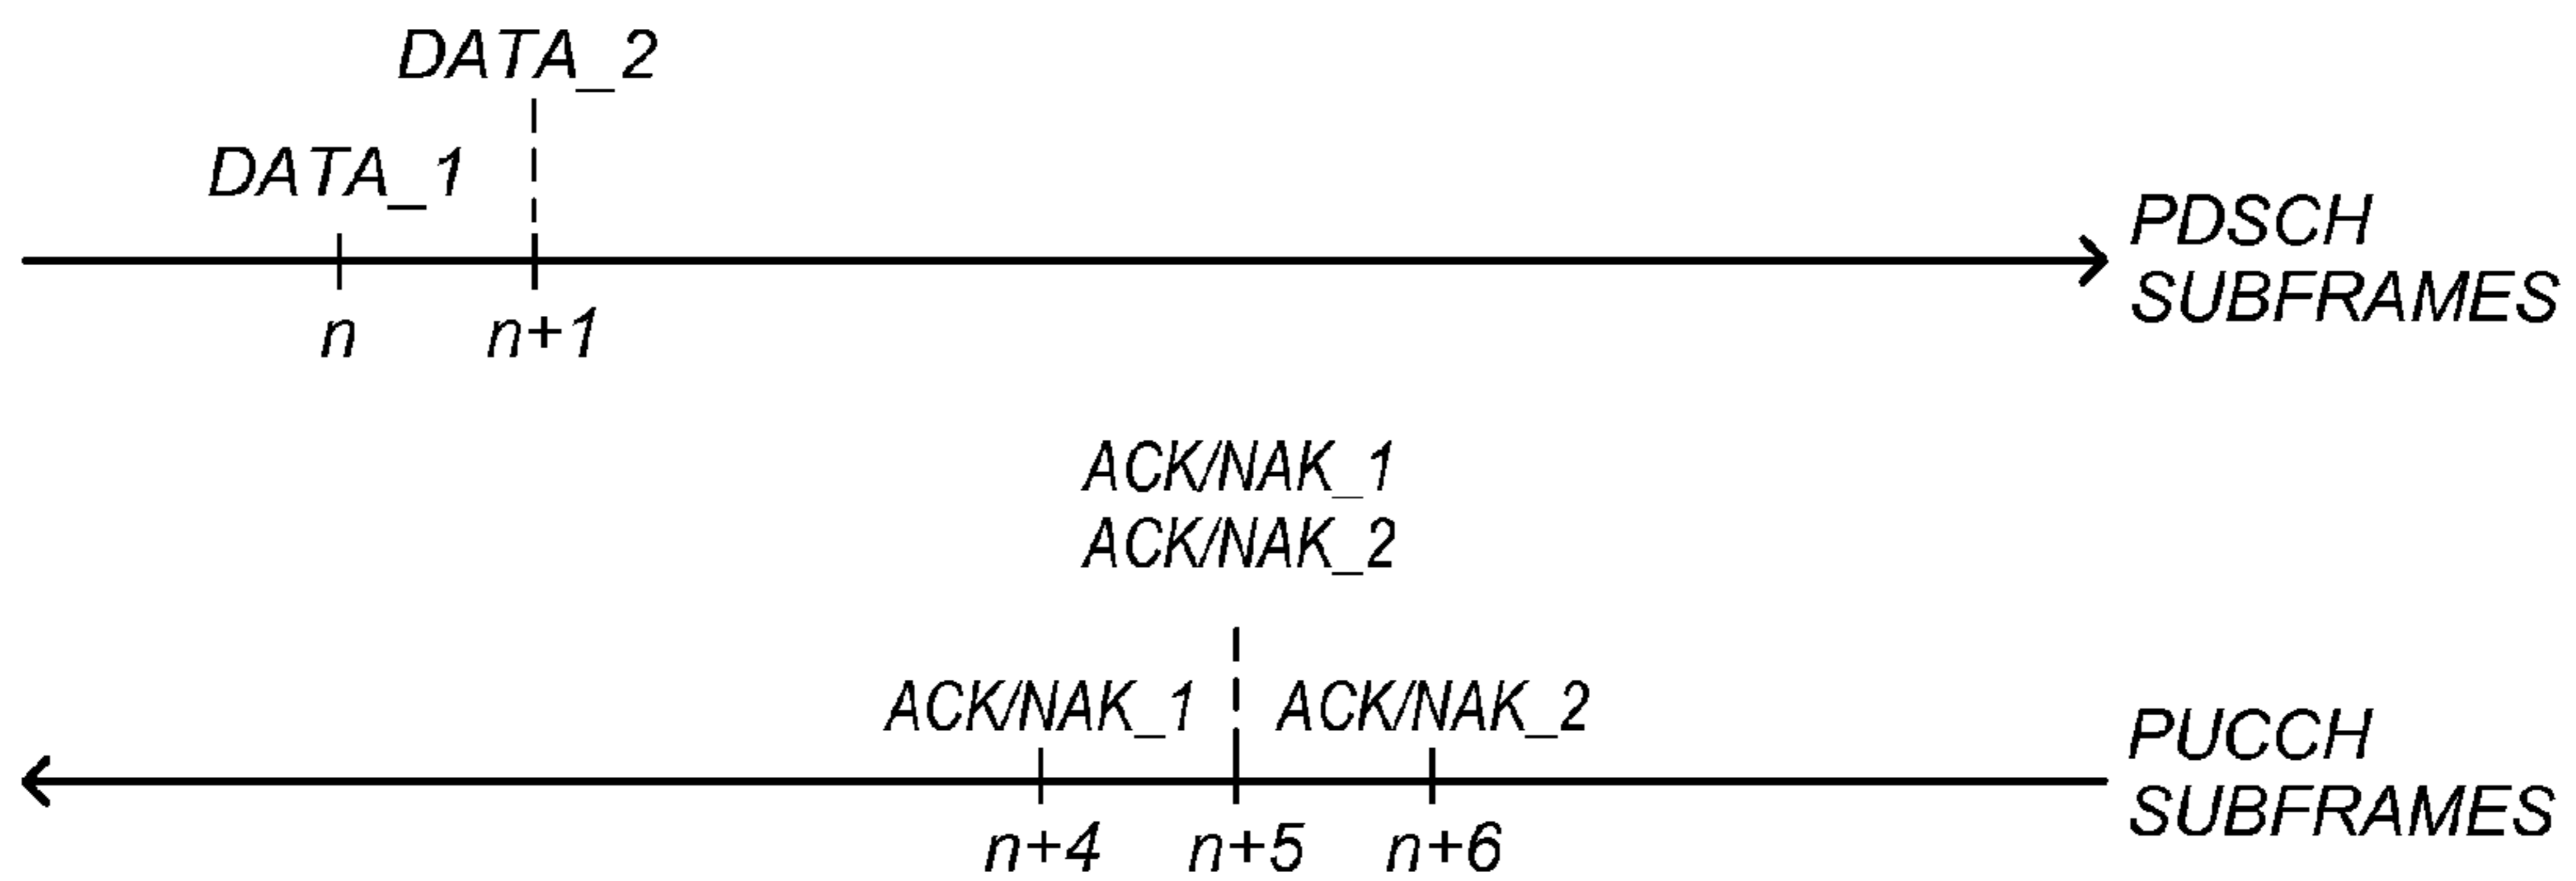 DATA_2
DATA_1
PDSCH
SUBFRAMES
n
n+1
ACK/NAK_1
ACK/NAK_2
ACK/NAK_1
ACK/NAK_2
PUCCH
SUBFRAMES
n+4
n+5
n+6